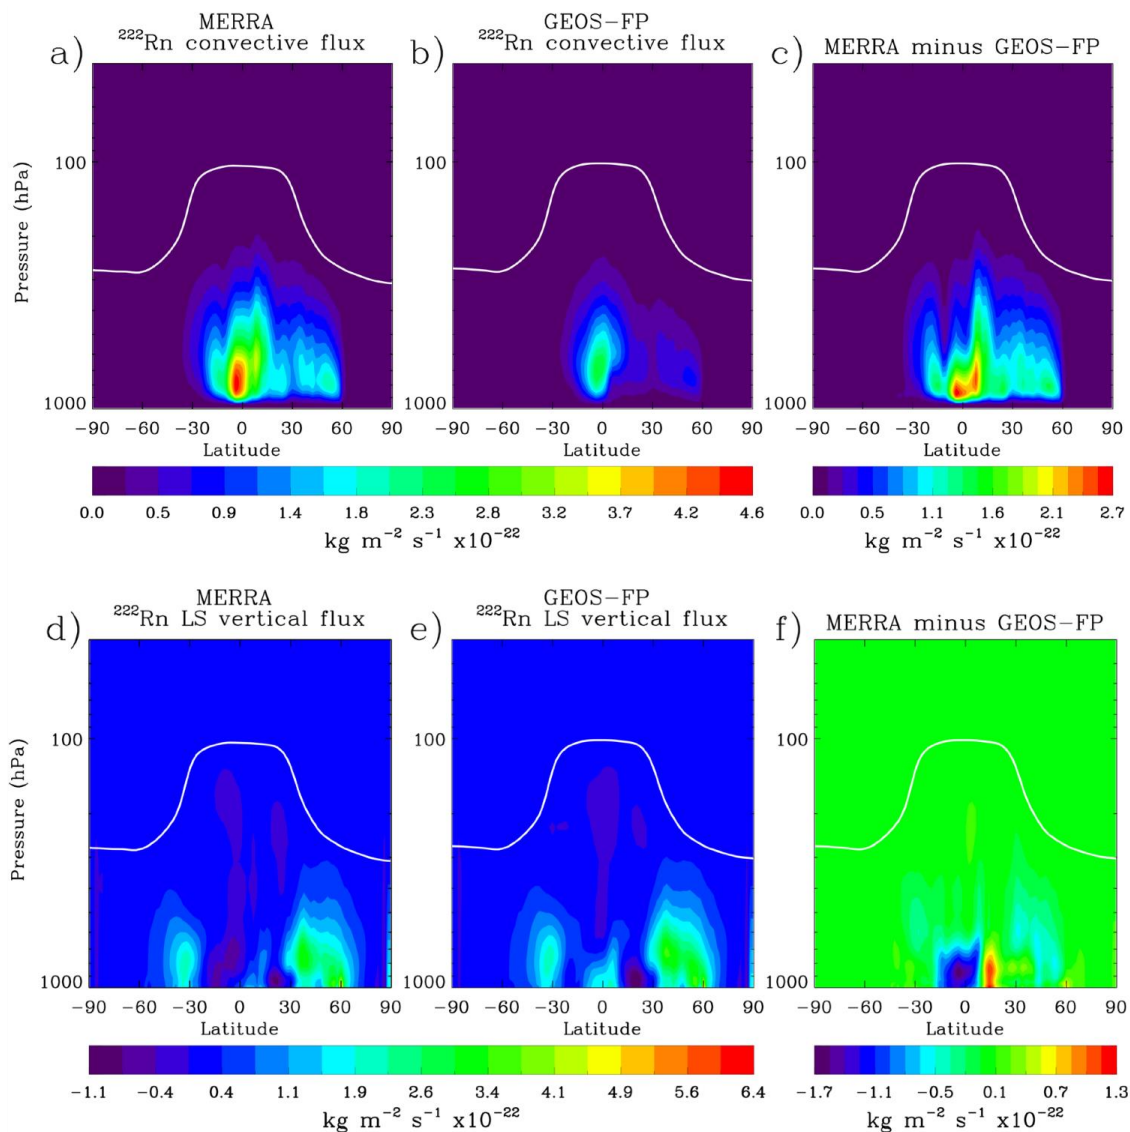 MERRA
²²²Rn convective flux
a)
GEOS−FP
²²²Rn convective flux
b)
MERRA minus GEOS−FP
c)
Pressure (hPa)
100
1000
−90 −60 −30 0 30 60 90
Latitude
100
1000
−90 −60 −30 0 30 60 90
Latitude
100
1000
−90 −60 −30 0 30 60 90
Latitude
0.0 0.5 0.9 1.4 1.8 2.3 2.8 3.2 3.7 4.2 4.6
kg m⁻² s⁻¹ x10⁻²²
0.0 0.5 1.1 1.6 2.1 2.7
kg m⁻² s⁻¹ x10⁻²²
MERRA
²²²Rn LS vertical flux
d)
GEOS−FP
²²²Rn LS vertical flux
e)
MERRA minus GEOS−FP
f)
Pressure (hPa)
100
1000
−90 −60 −30 0 30 60 90
Latitude
100
1000
−90 −60 −30 0 30 60 90
Latitude
100
1000
−90 −60 −30 0 30 60 90
Latitude
−1.1 −0.4 0.4 1.1 1.9 2.6 3.4 4.1 4.9 5.6 6.4
kg m⁻² s⁻¹ x10⁻²²
−1.7 −1.1 −0.5 0.1 0.7 1.3
kg m⁻² s⁻¹ x10⁻²²